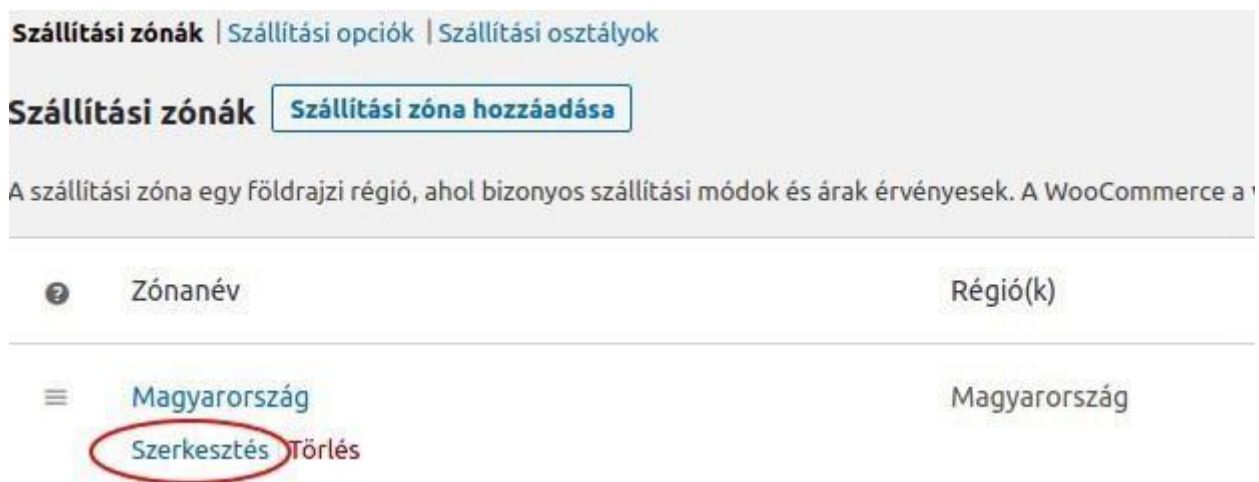 Szállítási zónák | Szállítási opciók | Szállítási osztályok
Szállítási zónák Szállítási zóna hozzáadása
A szállítási zóna egy földrajzi régió, ahol bizonyos szállítási módok és árak érvényesek. A WooCommerce a
Zónanév Régió(k)
Magyarország Magyarország
Szerkesztés Törlés